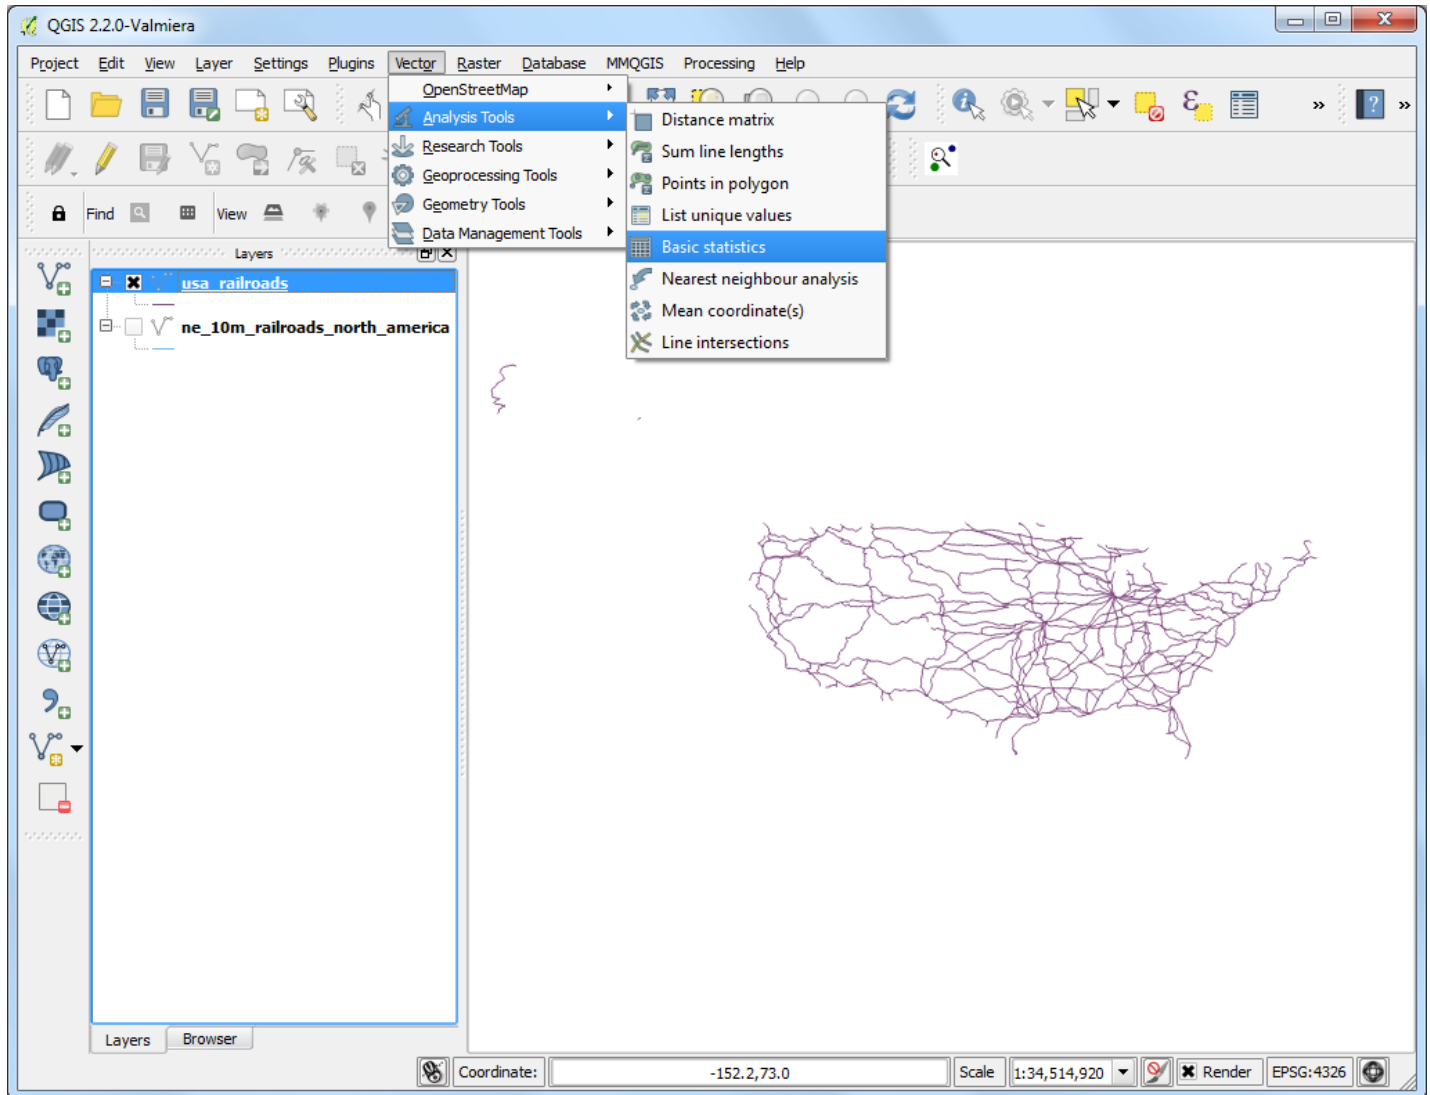 QGIS 2.2.0-Valmiera
Project Edit View Layer Settings Plugins Vector Raster Database MMQGIS Processing Help
OpenStreetMap
Analysis Tools
Research Tools
Geoprocessing Tools
Geometry Tools
Data Management Tools
Distance matrix
Sum line lengths
Points in polygon
List unique values
Basic statistics
Nearest neighbour analysis
Mean coordinate(s)
Line intersections
Find View
Layers
usa_railroads
ne_10m_railroads_north_america
Layers Browser
Coordinate: -152.2,73.0 Scale 1:34,514,920 Render EPSG:4326